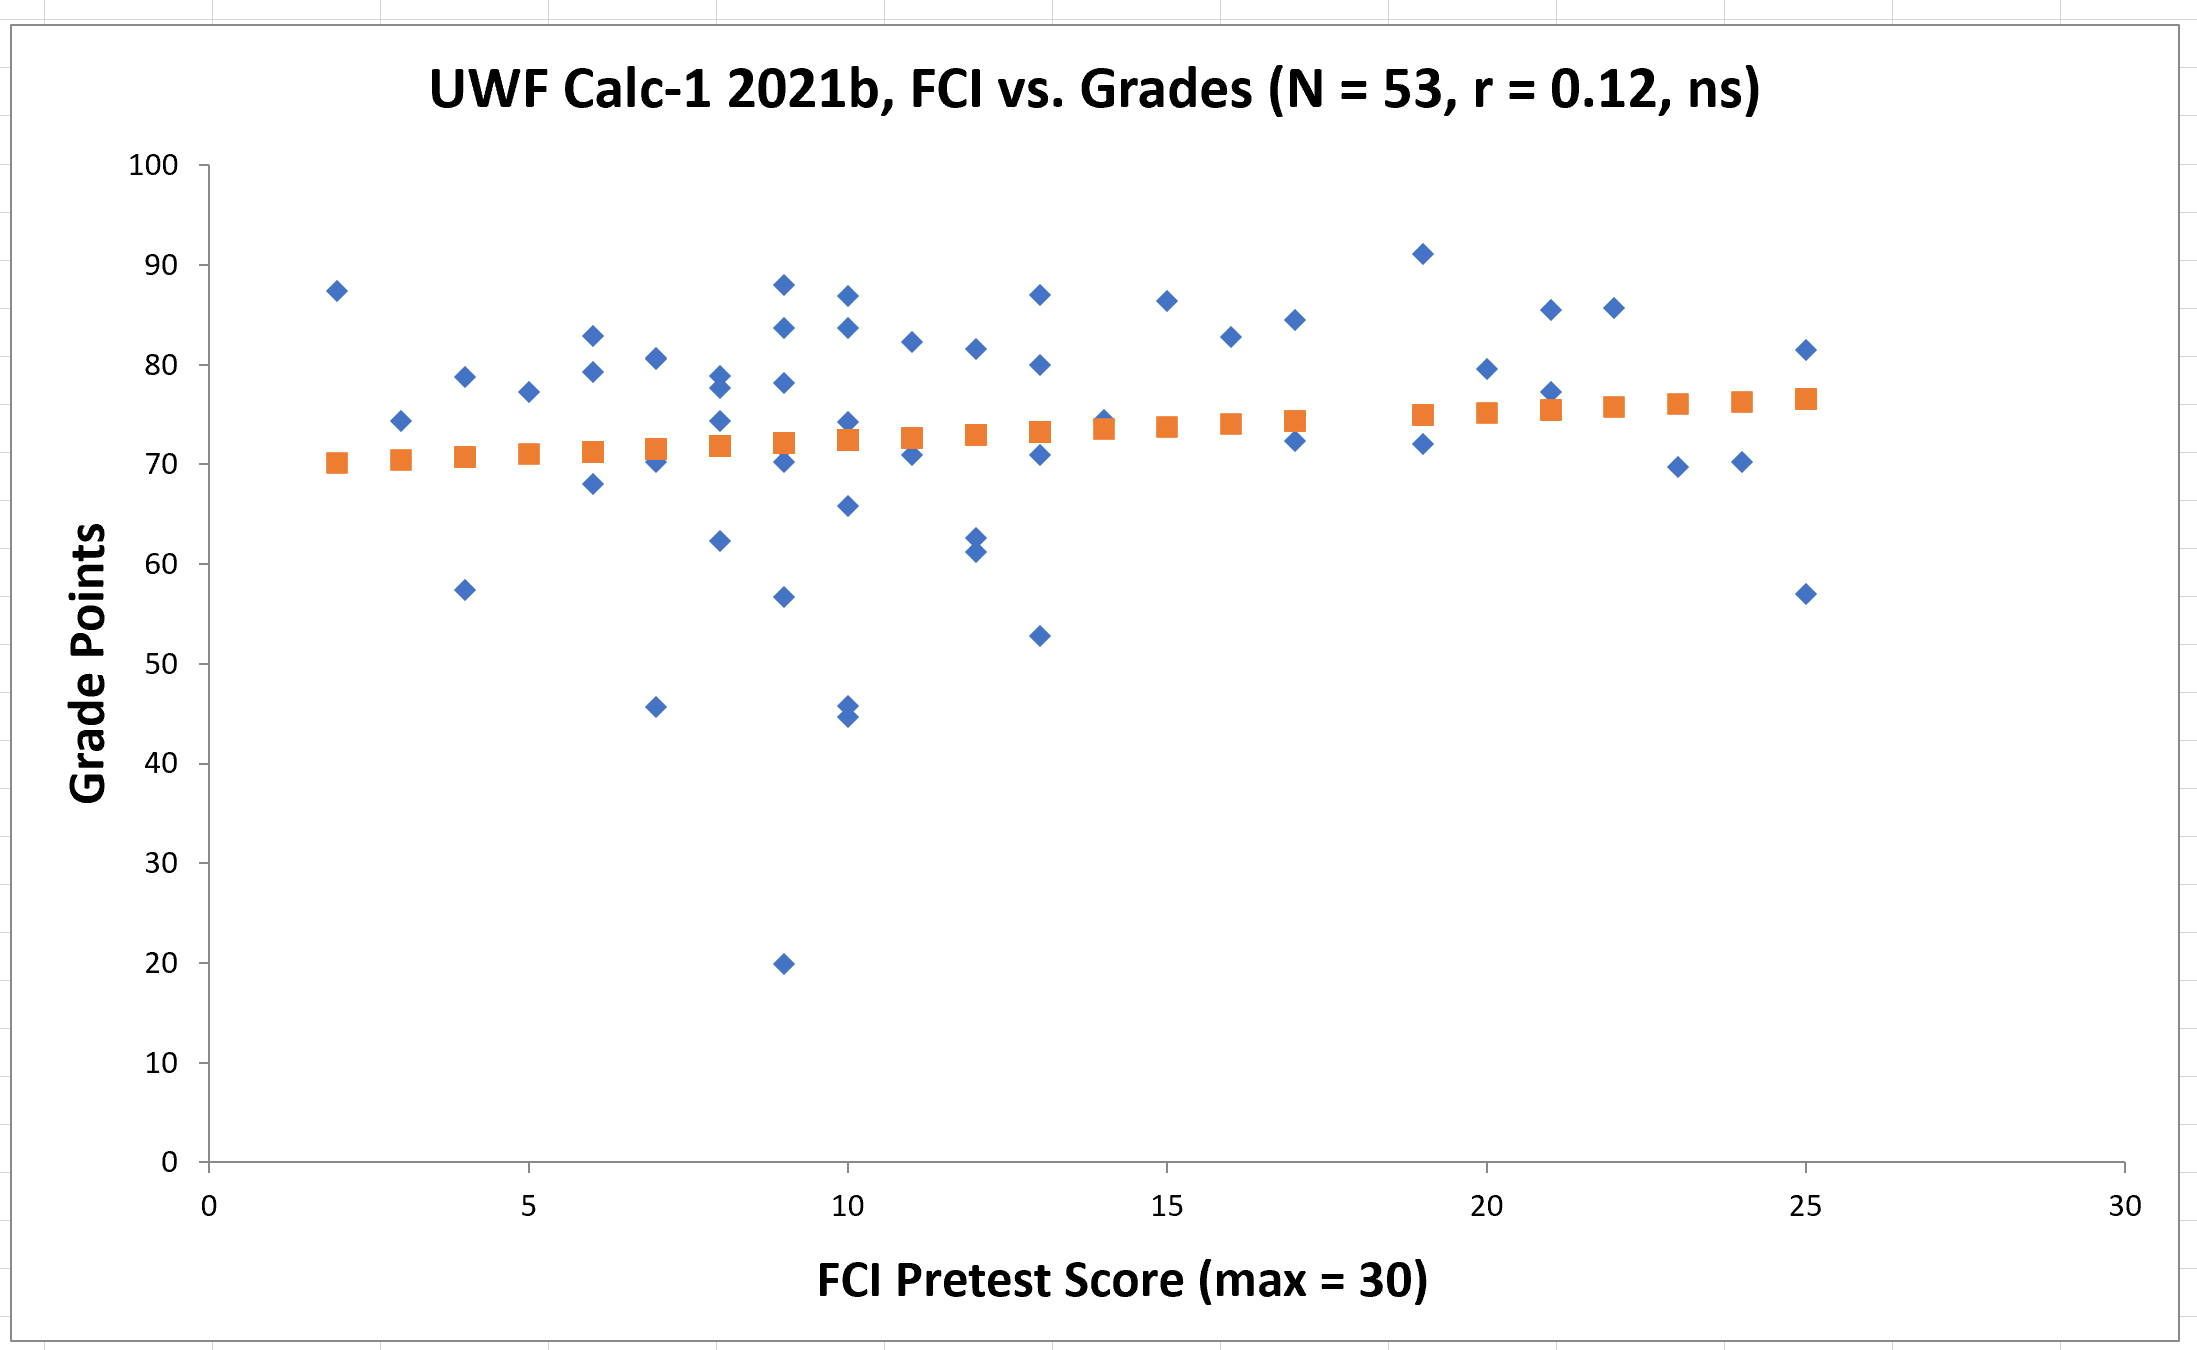 UWF Calc-1 2021b, FCI vs. Grades (N = 53, r = 0.12, ns)
100
90
80
70
60
50
40
30
20
10
0
Grade Points
0 5 10 15 20 25 30
FCI Pretest Score (max = 30)